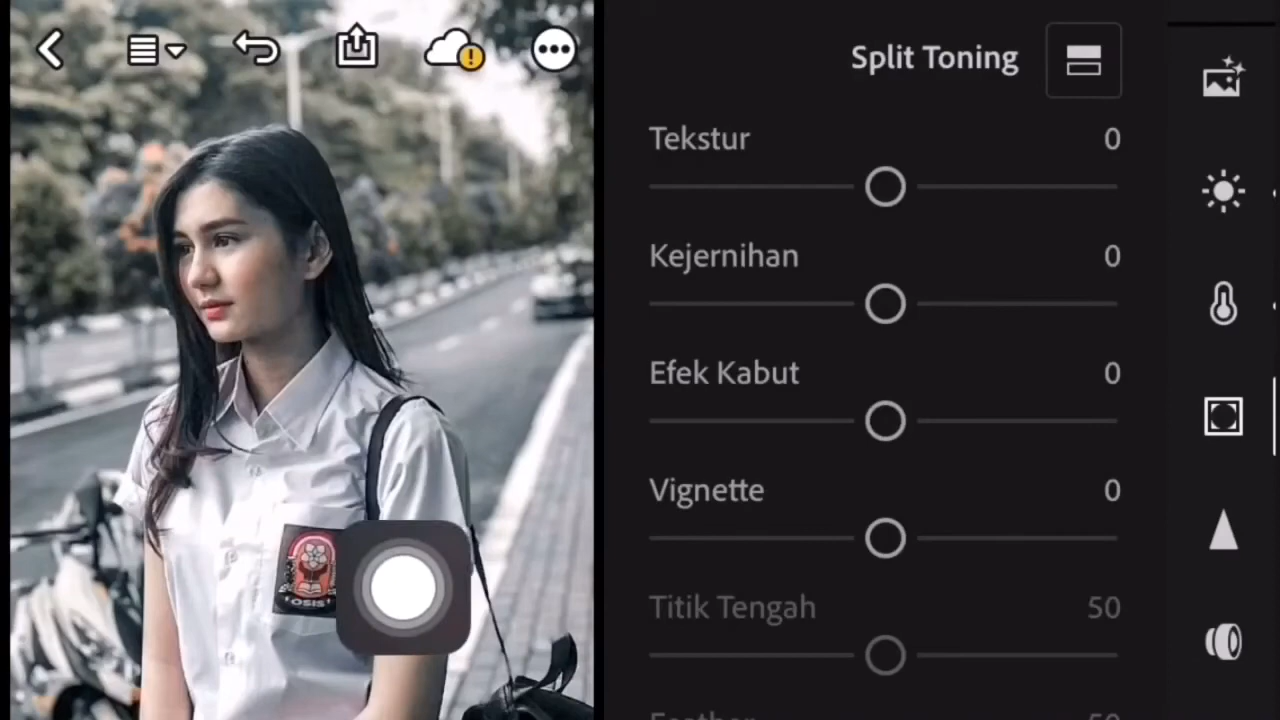 Split Toning
Tekstur 0
Kejernihan 0
Efek Kabut 0
Vignette 0
Titik Tengah 50
OSIS